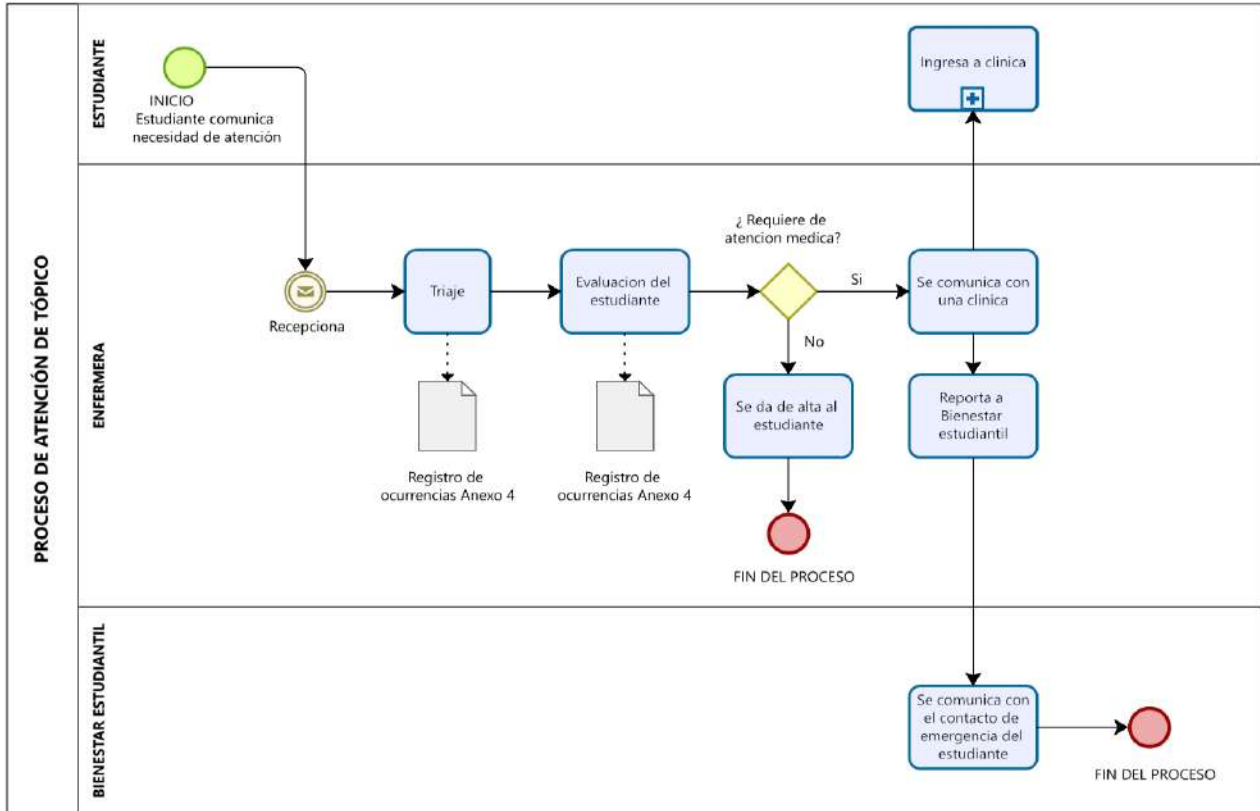 PROCESO DE ATENCIÓN DE TÓPICO
ESTUDIANTE
INICIO
Estudiante comunica
necesidad de atención
Ingresa a clinica
ENFERMERA
Recepciona
Triaje
Registro de
ocurrencias Anexo 4
Evaluacion del
estudiante
Registro de
ocurrencias Anexo 4
¿ Requiere de
atencion medica?
Si
No
Se da de alta al
estudiante
FIN DEL PROCESO
Se comunica con
una clinica
Reporta a
Bienestar
estudiantil
BIENESTAR ESTUDIANTIL
Se comunica con
el contacto de
emergencia del
estudiante
FIN DEL PROCESO